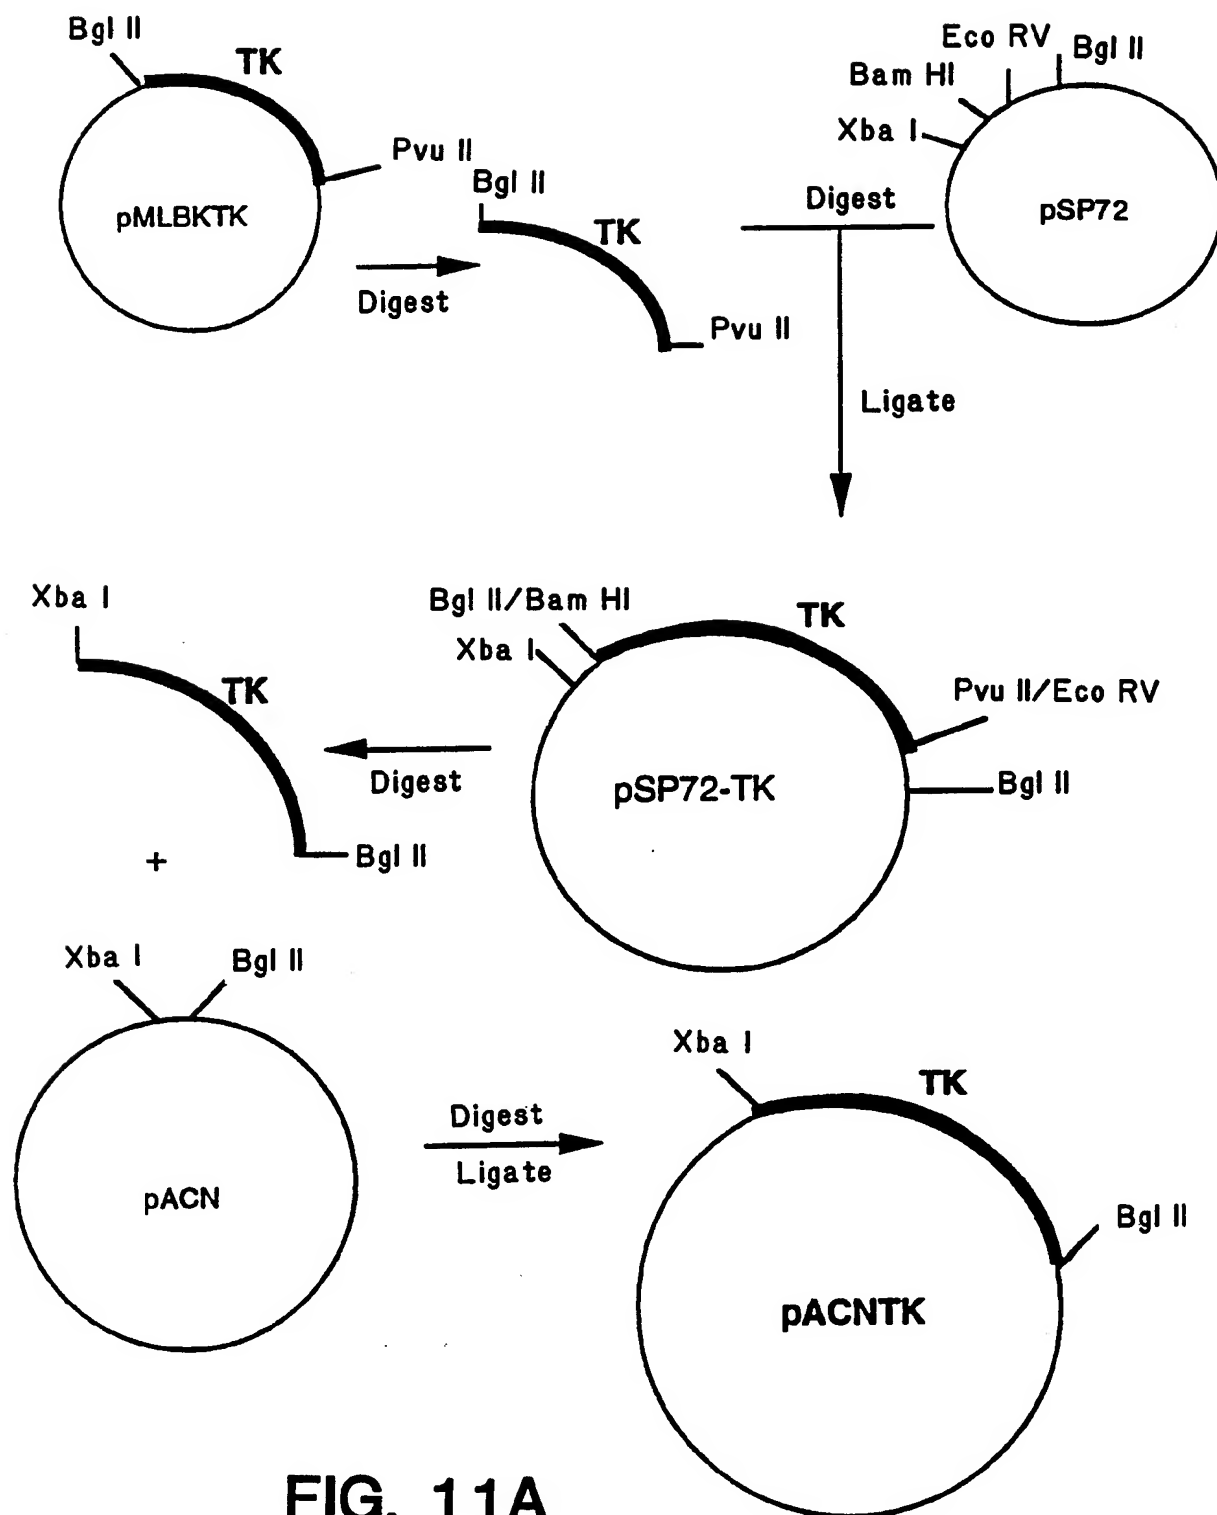 Bgl II
TK
Pvu II
pMLBKTK
Digest
Bgl II
TK
Pvu II
Eco RV
Bgl II
Bam HI
Xba I
pSP72
Digest
Ligate
Xba I
TK
Bgl II
Bgl II/Bam HI
Xba I
TK
Pvu II/Eco RV
Bgl II
pSP72-TK
Digest
+
Xba I
Bgl II
pACN
Digest
Ligate
Xba I
TK
Bgl II
pACNTK
FIG. 11A